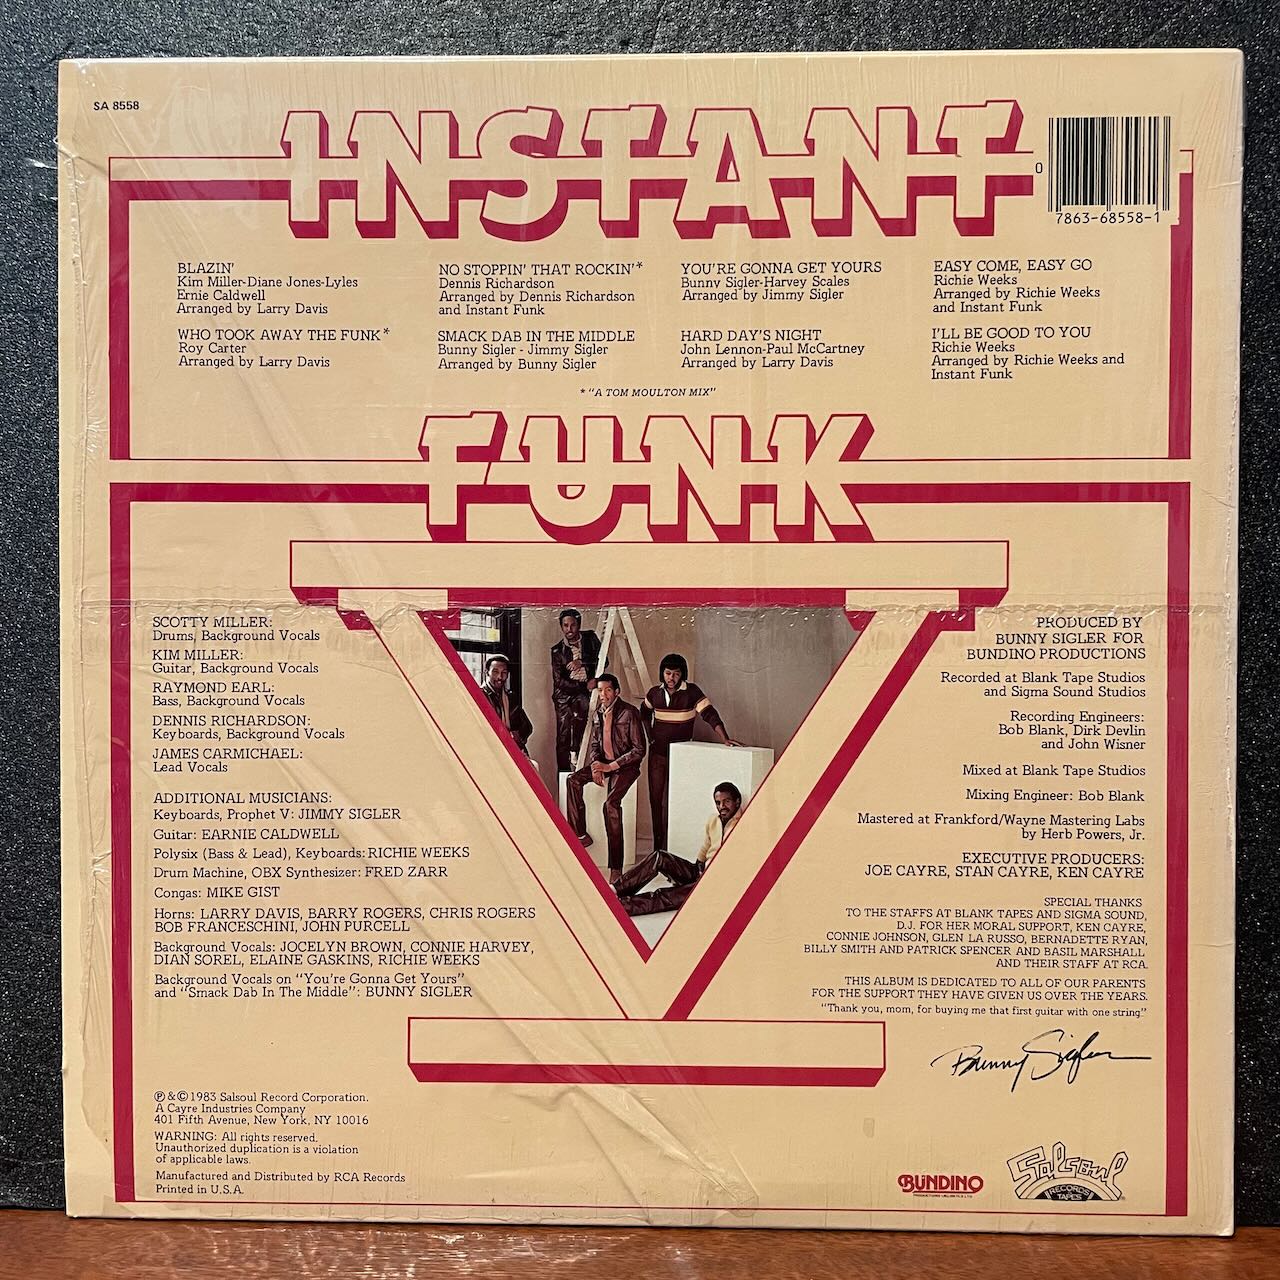 SA 8558
INSTANT
0
7863-68558-1
BLAZIN'
Kim Miller-Diane Jones-Lyles
Ernie Caldwell
Arranged by Larry Davis
WHO TOOK AWAY THE FUNK*
Roy Carter
Arranged by Larry Davis
NO STOPPIN' THAT ROCKIN'*
Dennis Richardson
Arranged by Dennis Richardson
and Instant Funk
SMACK DAB IN THE MIDDLE
Bunny Sigler - Jimmy Sigler
Arranged by Bunny Sigler
YOU'RE GONNA GET YOURS
Bunny Sigler-Harvey Scales
Arranged by Jimmy Sigler
HARD DAY'S NIGHT
John Lennon-Paul McCartney
Arranged by Larry Davis
EASY COME, EASY GO
Richie Weeks
Arranged by Richie Weeks
and Instant Funk
I'LL BE GOOD TO YOU
Richie Weeks
Arranged by Richie Weeks and
Instant Funk
* "A TOM MOULTON MIX"
FUNK
V
SCOTTY MILLER:
Drums, Background Vocals
KIM MILLER:
Guitar, Background Vocals
RAYMOND EARL:
Bass, Background Vocals
DENNIS RICHARDSON:
Keyboards, Background Vocals
JAMES CARMICHAEL:
Lead Vocals
ADDITIONAL MUSICIANS:
Keyboards, Prophet V: JIMMY SIGLER
Guitar: EARNIE CALDWELL
Polysix (Bass & Lead), Keyboards: RICHIE WEEKS
Drum Machine, OBX Synthesizer: FRED ZARR
Congas: MIKE GIST
Horns: LARRY DAVIS, BARRY ROGERS, CHRIS ROGERS
BOB FRANCESCHINI, JOHN PURCELL
Background Vocals: JOCELYN BROWN, CONNIE HARVEY,
DIAN SOREL, ELAINE GASKINS, RICHIE WEEKS
Background Vocals on "You're Gonna Get Yours"
and "Smack Dab In The Middle": BUNNY SIGLER
PRODUCED BY
BUNNY SIGLER FOR
BUNDINO PRODUCTIONS
Recorded at Blank Tape Studios
and Sigma Sound Studios
Recording Engineers:
Bob Blank, Dirk Devlin
and John Wisner
Mixed at Blank Tape Studios
Mixing Engineer: Bob Blank
Mastered at Frankford/Wayne Mastering Labs
by Herb Powers, Jr.
EXECUTIVE PRODUCERS:
JOE CAYRE, STAN CAYRE, KEN CAYRE
SPECIAL THANKS
TO THE STAFFS AT BLANK TAPES AND SIGMA SOUND,
D.J. FOR HER MORAL SUPPORT, KEN CAYRE,
CONNIE JOHNSON, GLEN LA RUSSO, BERNADETTE RYAN,
BILLY SMITH AND PATRICK SPENCER AND BASIL MARSHALL
AND THEIR STAFF AT RCA.
THIS ALBUM IS DEDICATED TO ALL OF OUR PARENTS
FOR THE SUPPORT THEY HAVE GIVEN US OVER THE YEARS.
"Thank you, mom, for buying me that first guitar with one string."
Bunny Sigler
℗ & © 1983 Salsoul Record Corporation.
A Cayre Industries Company
401 Fifth Avenue, New York, NY 10016
WARNING: All rights reserved.
Unauthorized duplication is a violation
of applicable laws.
Manufactured and Distributed by RCA Records
Printed in U.S.A.
BUNDINO
PRODUCTIONS UNLIMITED LTD
Salsoul
RECORDS
TAPES